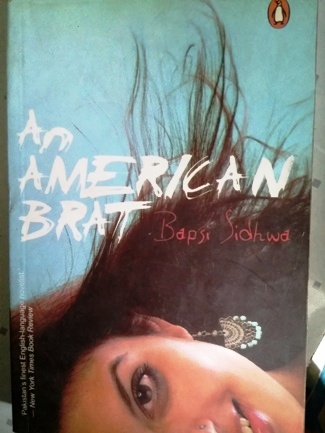 An
AMERICAN
BRAT
Bapsi Sidhwa
Pakistan's finest English-language novelist
— New York Times Book Review